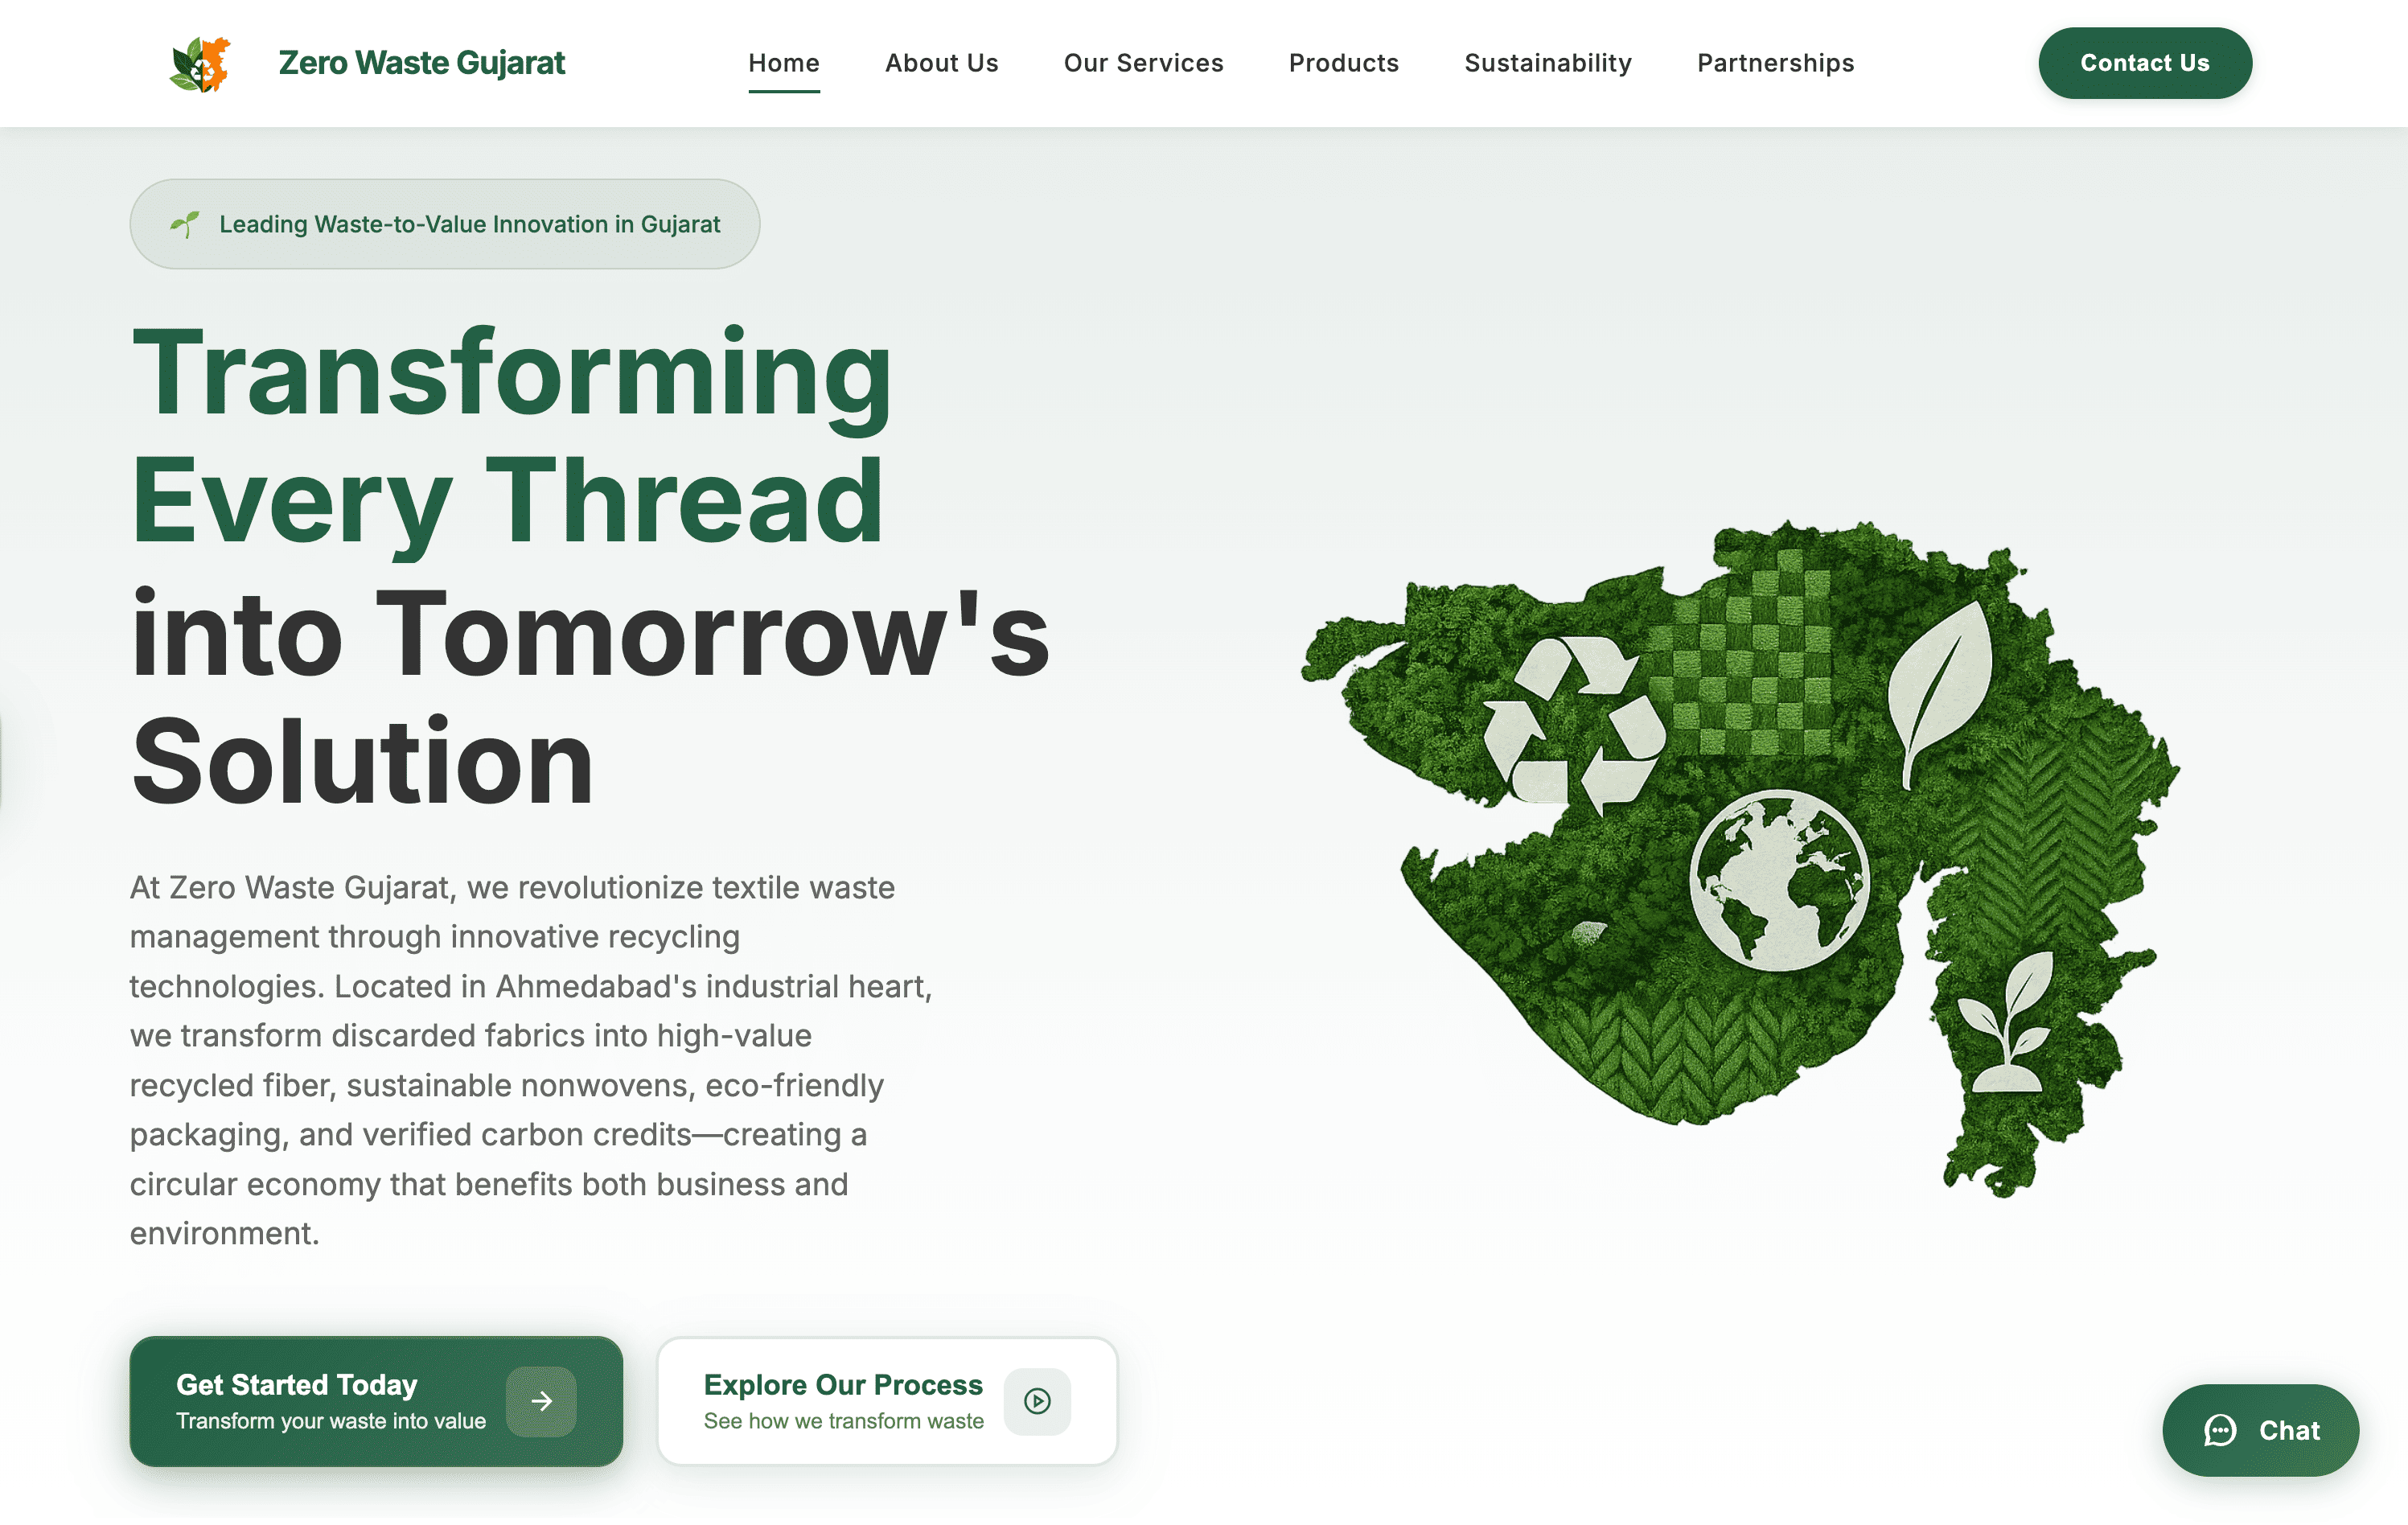 Zero Waste Gujarat
Home
About Us
Our Services
Products
Sustainability
Partnerships
Contact Us
Leading Waste-to-Value Innovation in Gujarat
Transforming
Every Thread
into Tomorrow's
Solution
At Zero Waste Gujarat, we revolutionize textile waste
management through innovative recycling
technologies. Located in Ahmedabad's industrial heart,
we transform discarded fabrics into high-value
recycled fiber, sustainable nonwovens, eco-friendly
packaging, and verified carbon credits—creating a
circular economy that benefits both business and
environment.
Get Started Today
Transform your waste into value
Explore Our Process
See how we transform waste
Chat